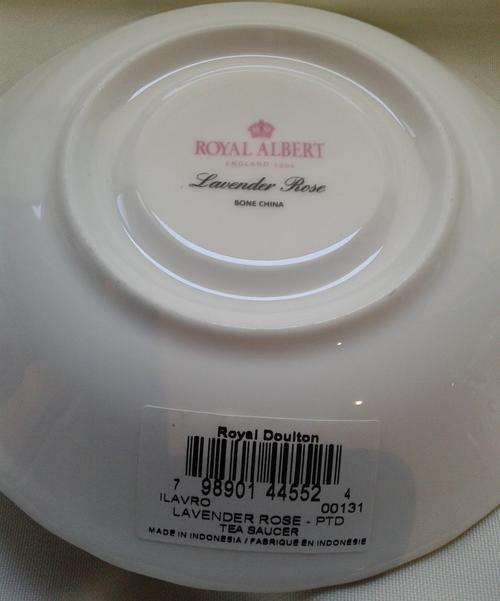 ROYAL ALBERT
ENGLAND 1904
Lavender Rose
BONE CHINA
Royal Doulton
7 98901 44552 4
ILAVRO 00131
LAVENDER ROSE - PTD
TEA SAUCER
MADE IN INDONESIA / FABRIQUÉ EN INDONESIE